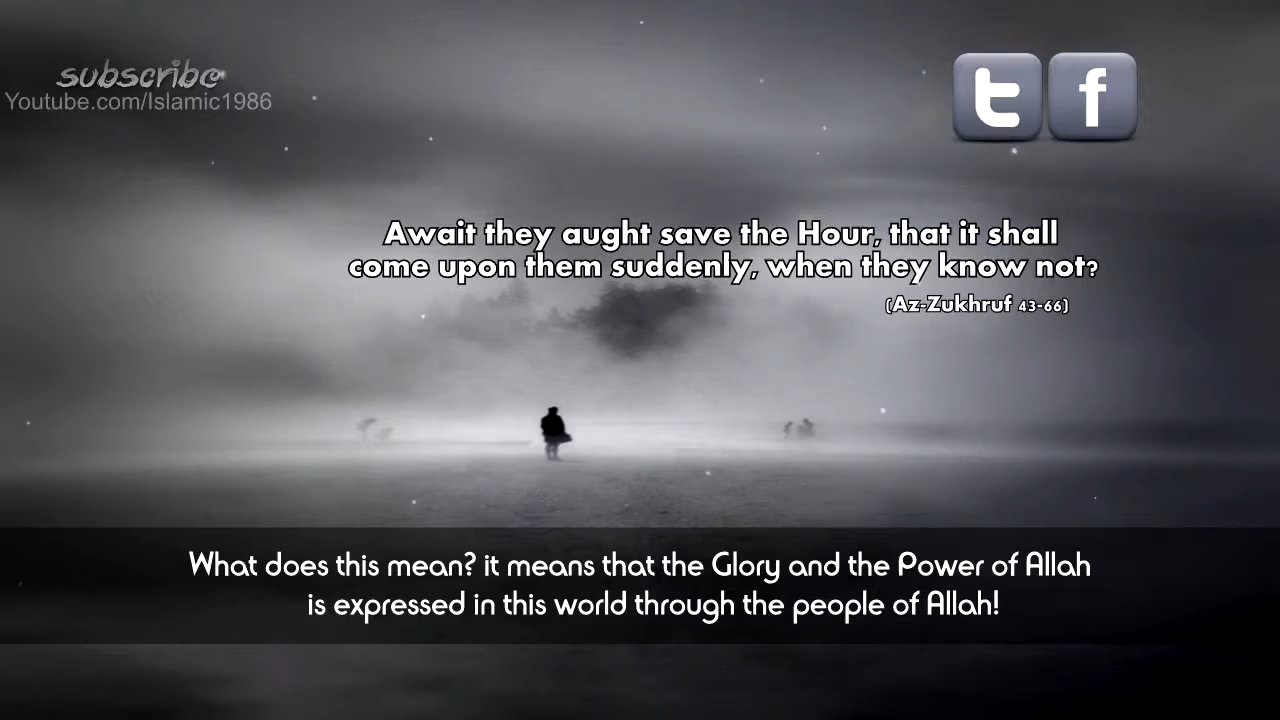 subscribe
Youtube.com/Islamic1986
t f
Await they aught save the Hour, that it shall
come upon them suddenly, when they know not?
(Az-Zukhruf 43-66)
What does this mean? it means that the Glory and the Power of Allah
is expressed in this world through the people of Allah!